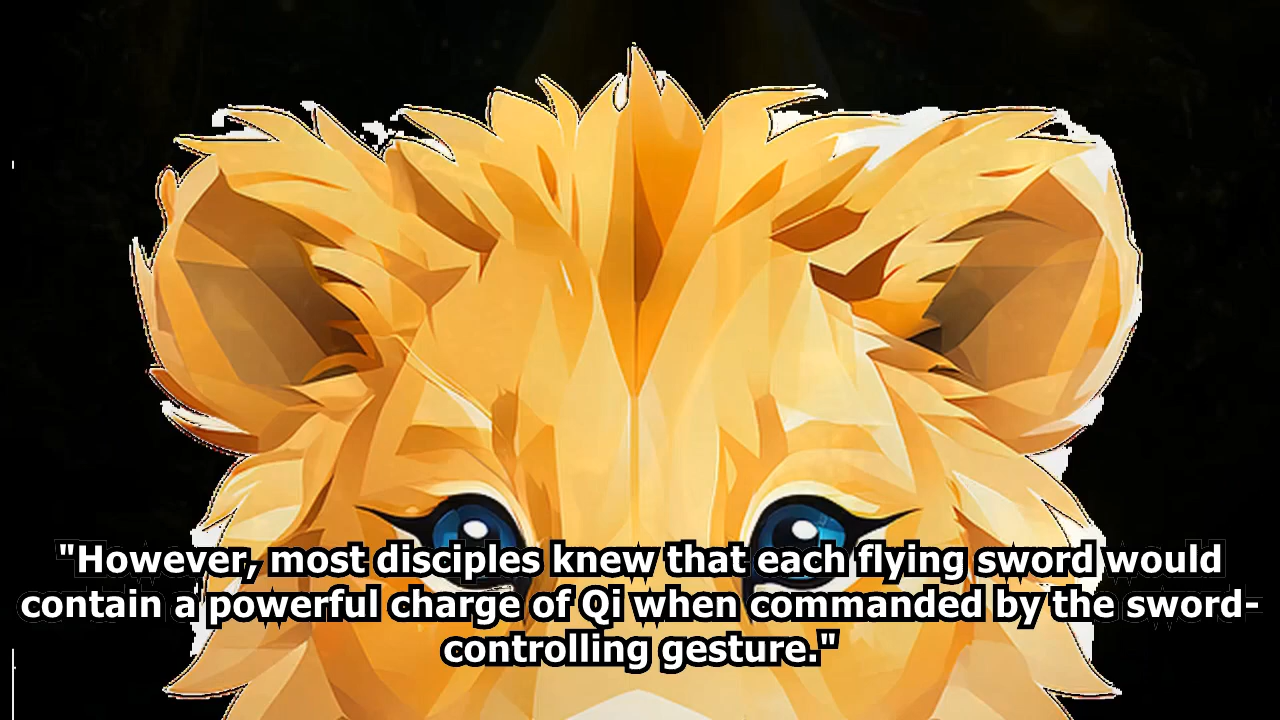 "However, most disciples knew that each flying sword would
contain a powerful charge of Qi when commanded by the sword-
controlling gesture."